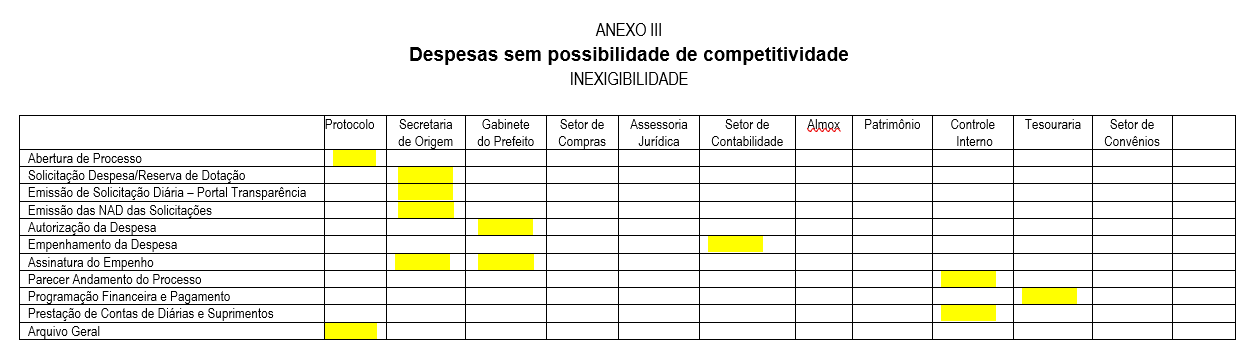 ANEXO III
Despesas sem possibilidade de competitividade
INEXIGIBILIDADE
Protocolo Secretaria Gabinete Setor de Assessoria Setor de Almox Patrimônio Controle Tesouraria Setor de
de Origem do Prefeito Compras Jurídica Contabilidade Interno Convênios
Abertura de Processo
Solicitação Despesa/Reserva de Dotação
Emissão de Solicitação Diária – Portal Transparência
Emissão das NAD das Solicitações
Autorização da Despesa
Empenhamento da Despesa
Assinatura do Empenho
Parecer Andamento do Processo
Programação Financeira e Pagamento
Prestação de Contas de Diárias e Suprimentos
Arquivo Geral